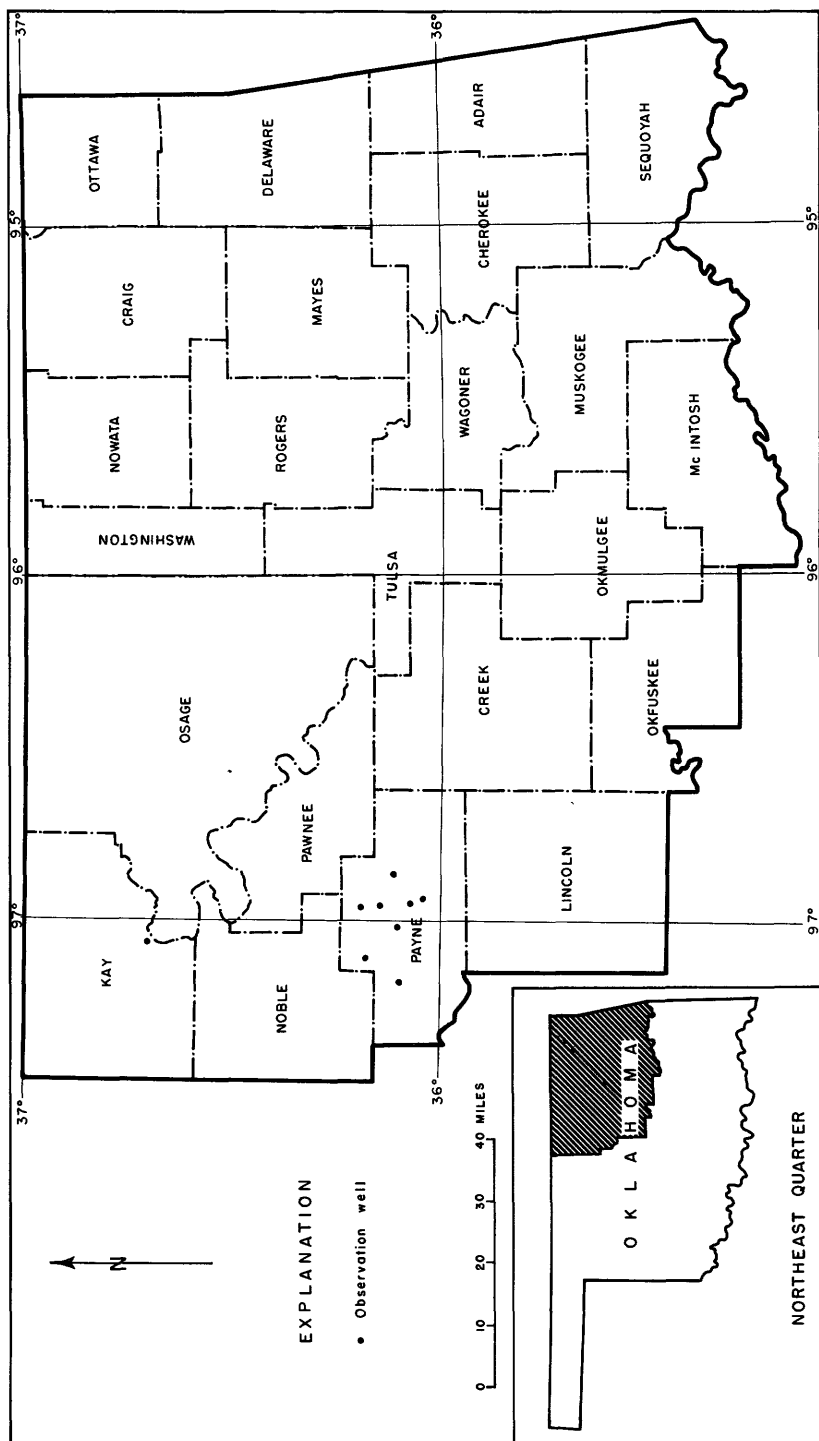 37°
97°
96°
95°
37°
KAY
OSAGE
WASHINGTON
NOWATA
CRAIG
OTTAWA
NOBLE
PAWNEE
ROGERS
MAYES
DELAWARE
PAYNE
TULSA
36°
36°
CREEK
WAGONER
CHEROKEE
ADAIR
LINCOLN
OKMULGEE
MUSKOGEE
OKFUSKEE
Mc INTOSH
SEQUOYAH
97°
96°
95°
N
EXPLANATION
• Observation well
0 10 20 30 40 MILES
OKLAHOMA
NORTHEAST QUARTER